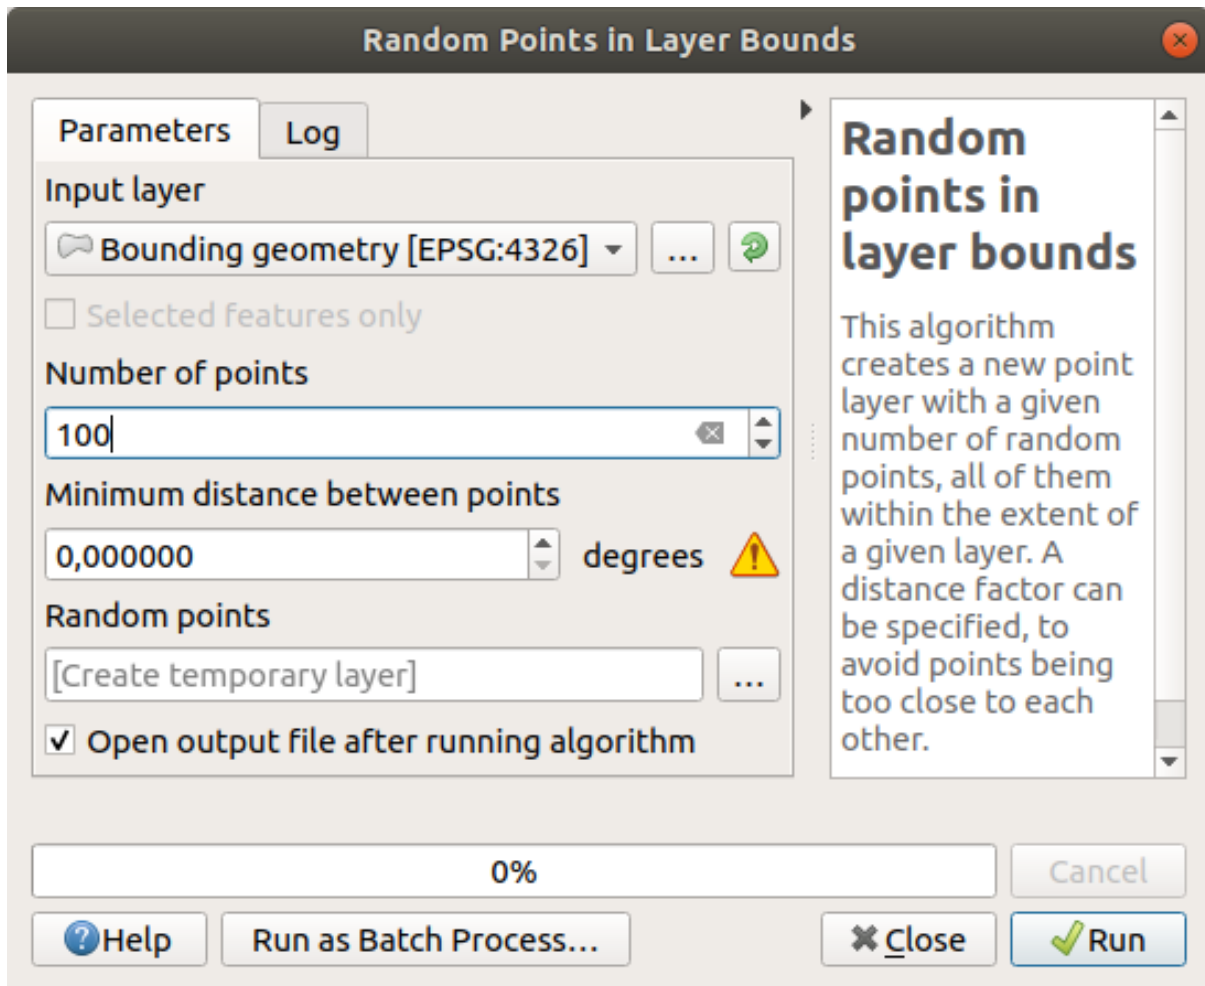 Random Points in Layer Bounds
Parameters
Log
Input layer
Bounding geometry [EPSG:4326]
...
Selected features only
Number of points
100
Minimum distance between points
0,000000
degrees
Random points
[Create temporary layer]
...
Open output file after running algorithm
Random
points in
layer bounds
This algorithm
creates a new point
layer with a given
number of random
points, all of them
within the extent of
a given layer. A
distance factor can
be specified, to
avoid points being
too close to each
other.
0%
Cancel
Help
Run as Batch Process...
Close
Run